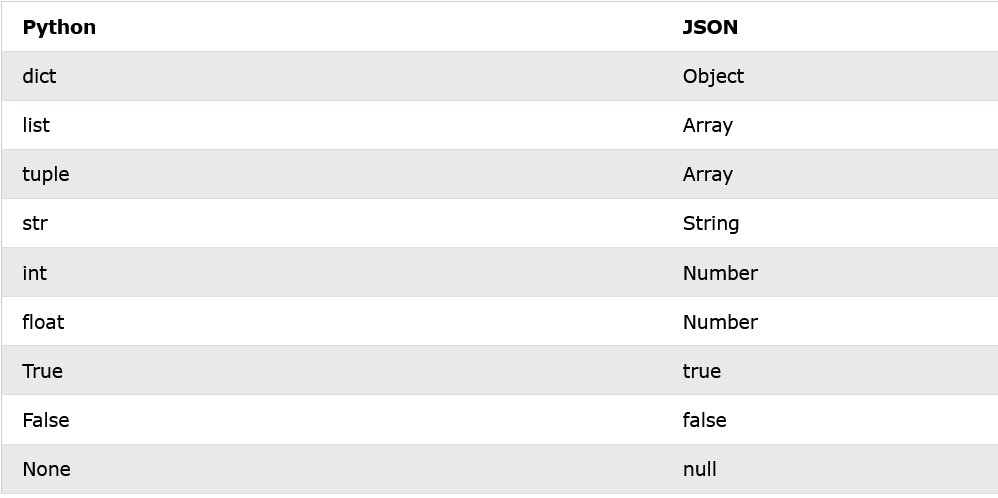 Python JSON
dict Object
list Array
tuple Array
str String
int Number
float Number
True true
False false
None null